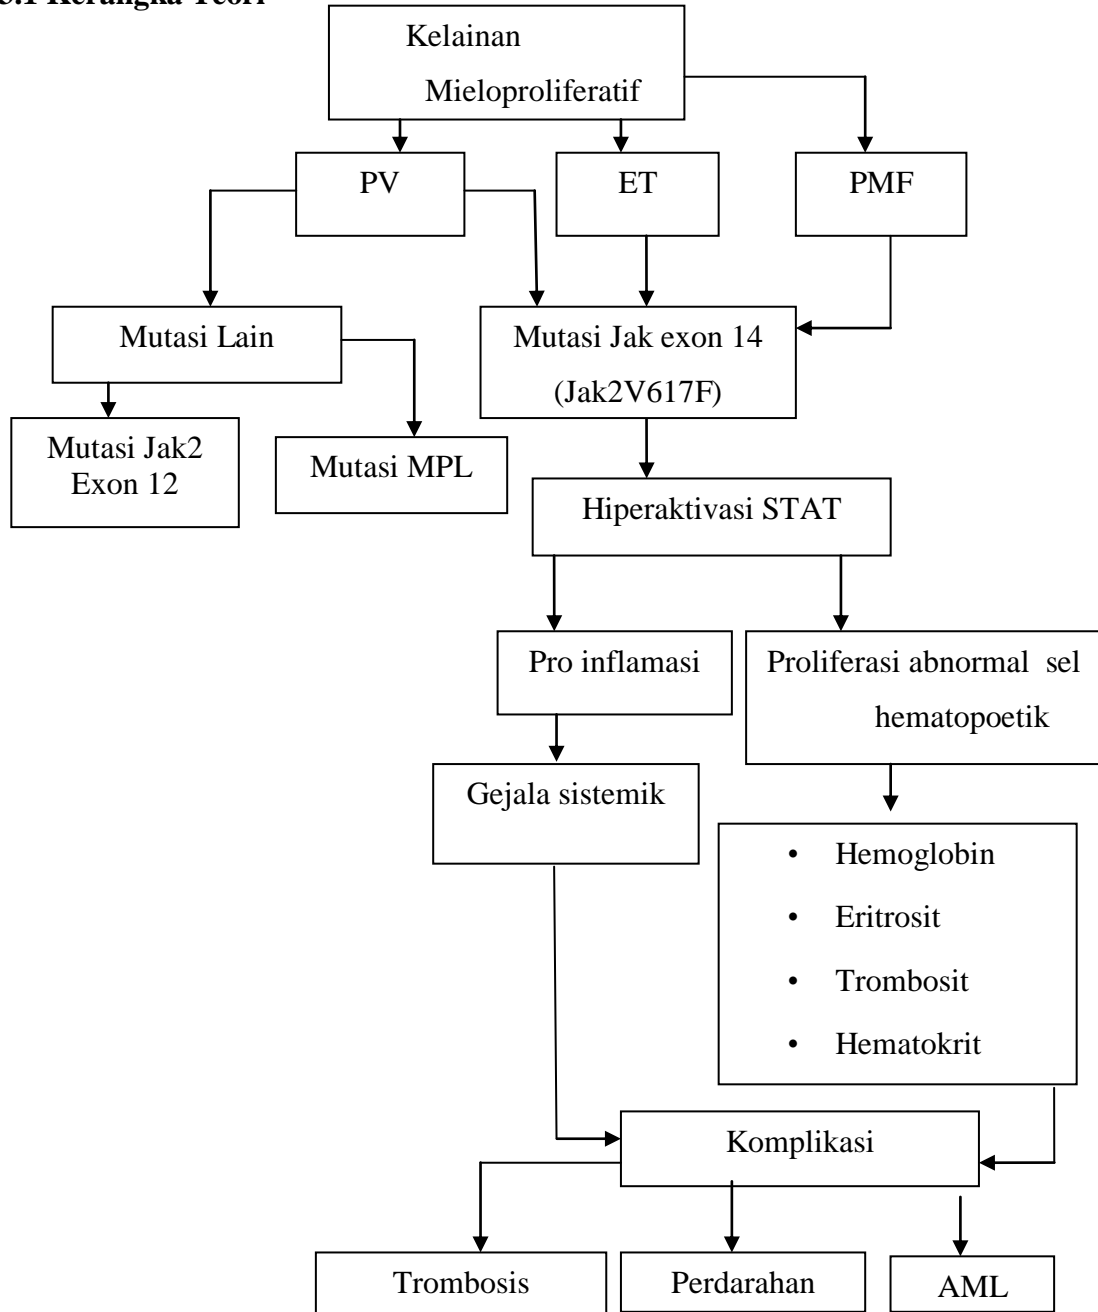 3.1 Kerangka Teori
Kelainan
Mieloproliferatif
PV
ET
PMF
Mutasi Lain
Mutasi Jak exon 14
(Jak2V617F)
Mutasi Jak2
Exon 12
Mutasi MPL
Hiperaktivasi STAT
Pro inflamasi
Proliferasi abnormal sel
hematopoetik
Gejala sistemik
• Hemoglobin
• Eritrosit
• Trombosit
• Hematokrit
Komplikasi
Trombosis
Perdarahan
AML